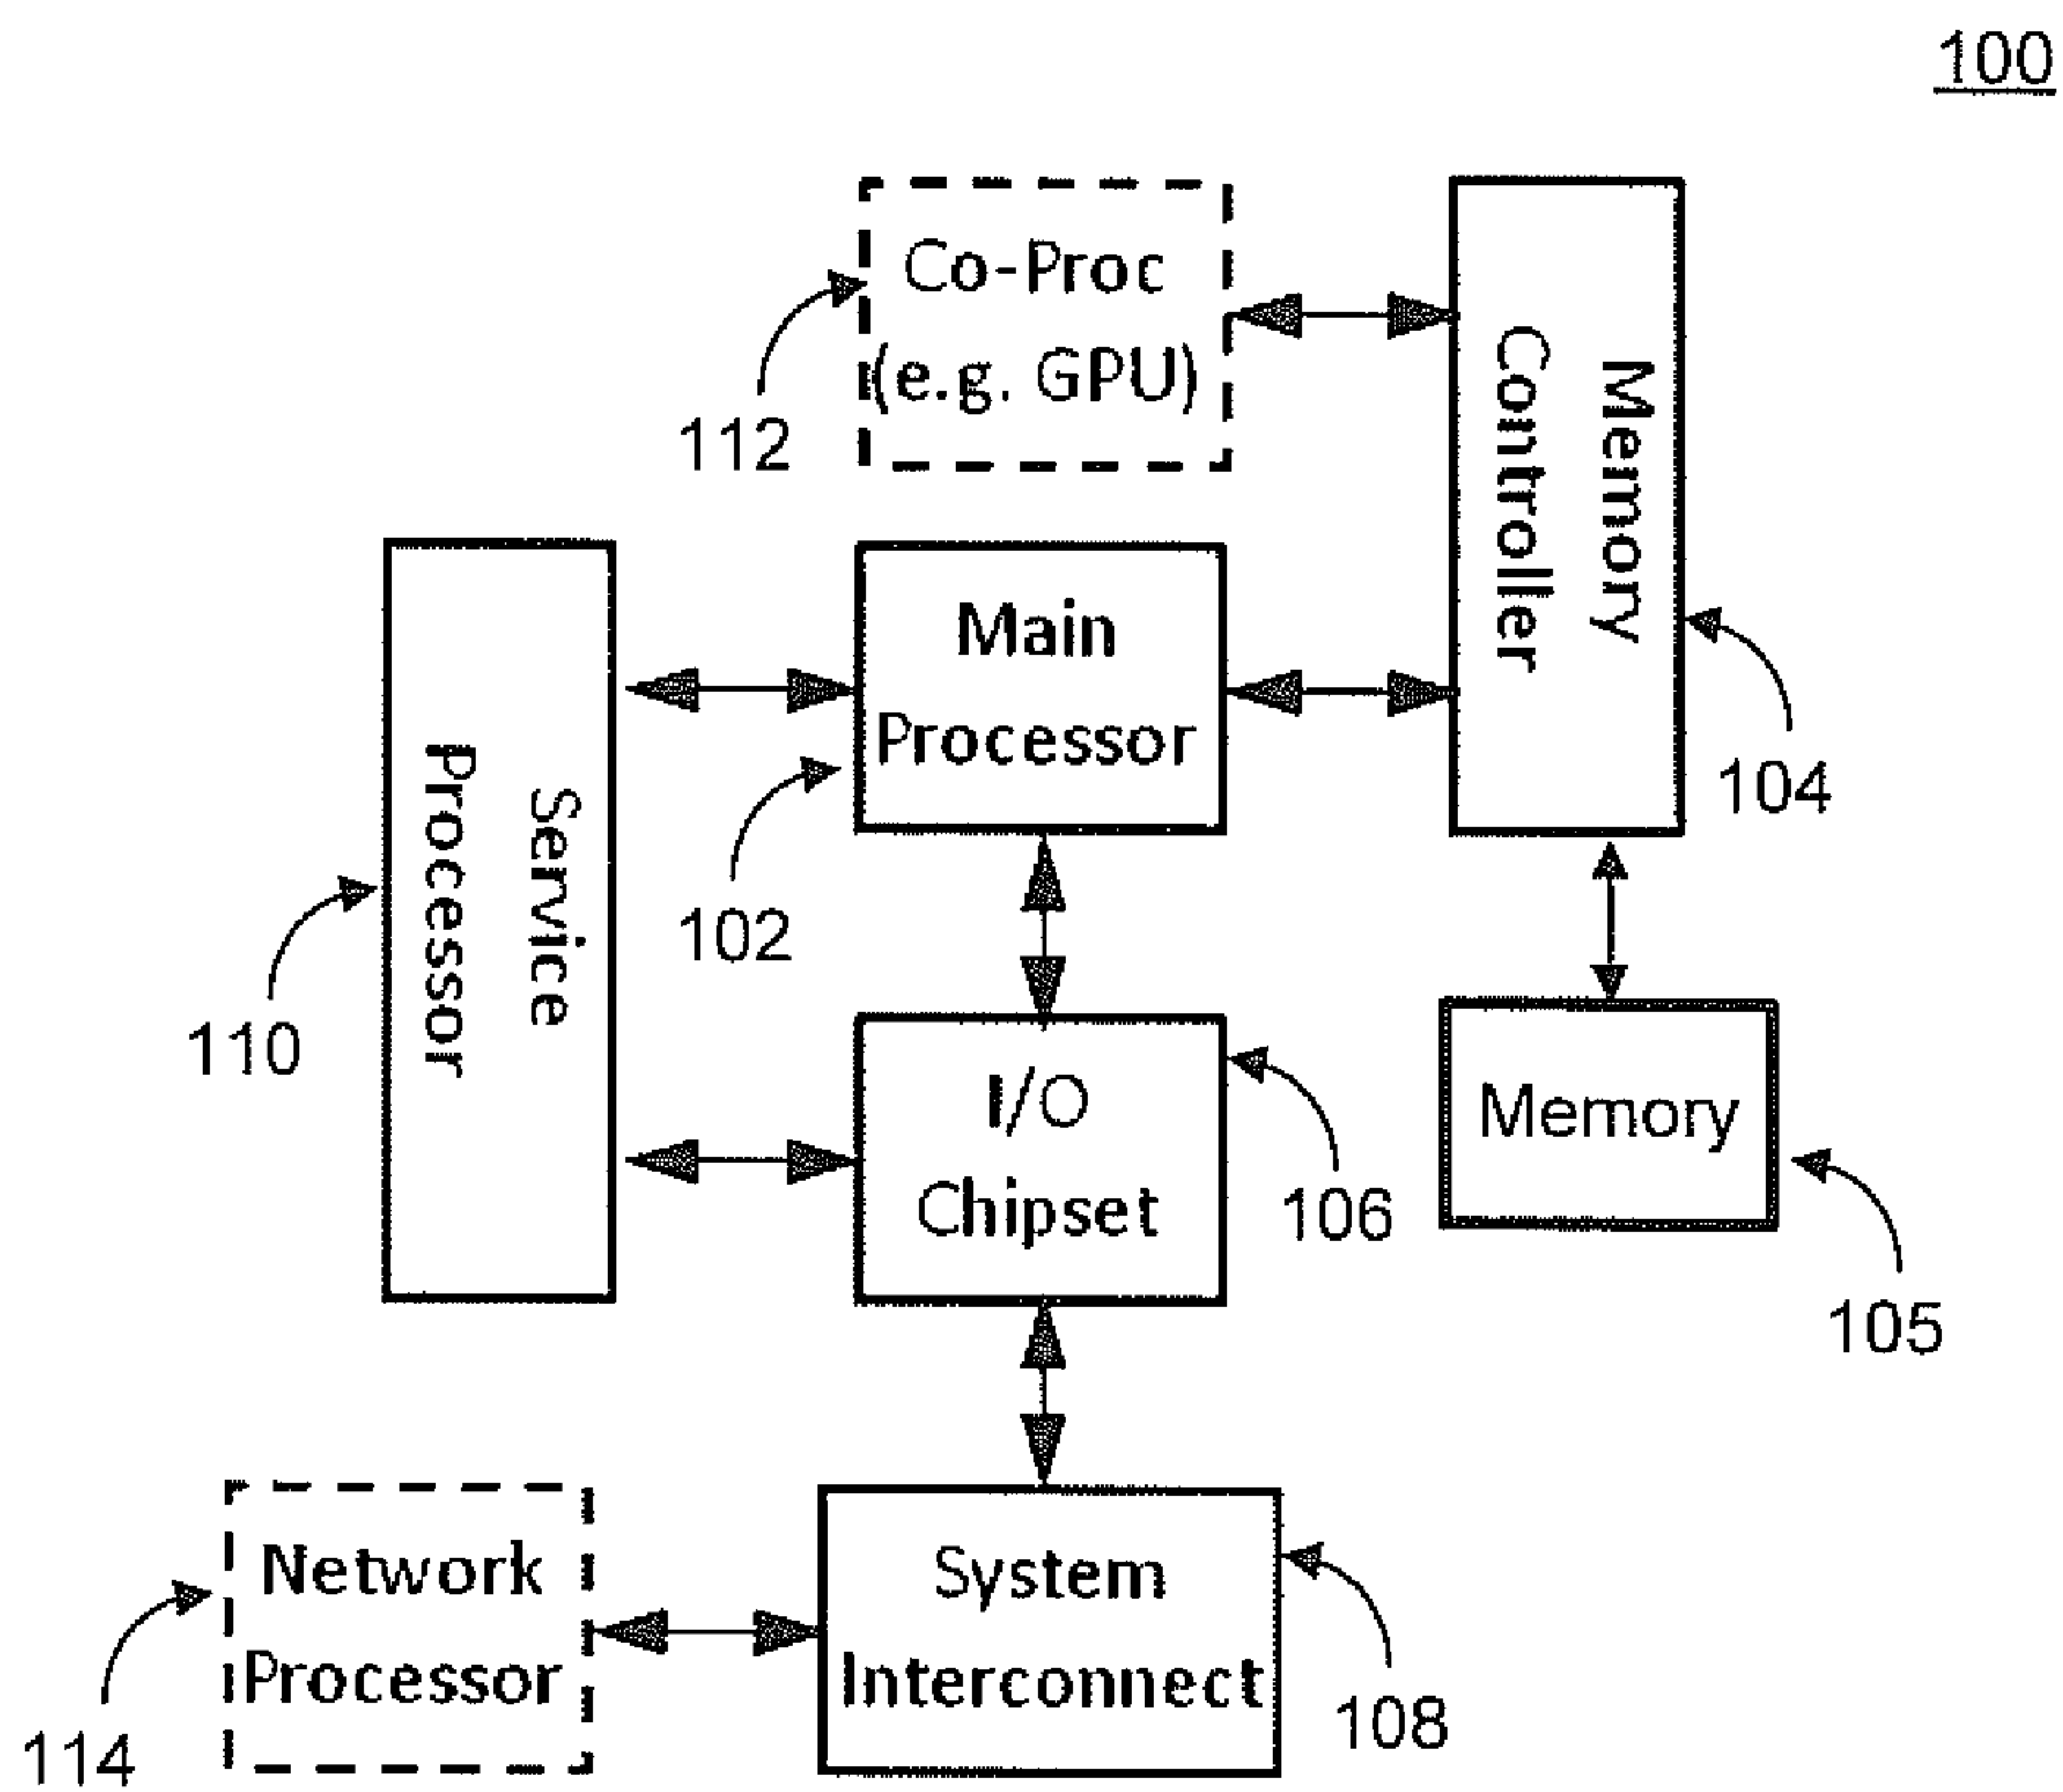 100
Co-Proc
(e.g. GPU)
112
Memory
Controller
104
Main
Processor
102
Service
Processor
110
I/O
Chipset
106
Memory
105
Network
Processor
114
System
Interconnect
108